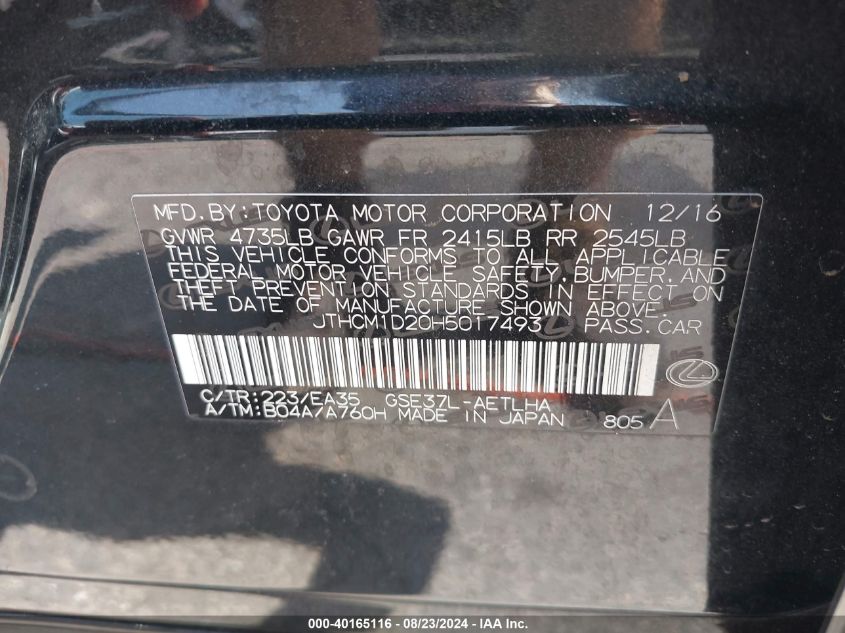 MFD.BY:TOYOTA MOTOR CORPORATION 12/16
GVWR 4735LB GAWR FR 2415LB RR 2545LB
THIS VEHICLE CONFORMS TO ALL APPLICABLE
FEDERAL MOTOR VEHICLE SAFETY,BUMPER,AND
THEFT PREVENTION STANDARDS IN EFFECT ON
THE DATE OF MANUFACTURE SHOWN ABOVE.
JTHCM1D20H5017493 PASS.CAR
C/TR:223/EA35 GSE37L-AETLHA
A/TM:B04A/A760H MADE IN JAPAN 805 A
000-40165116 - 08/23/2024 - IAA Inc.